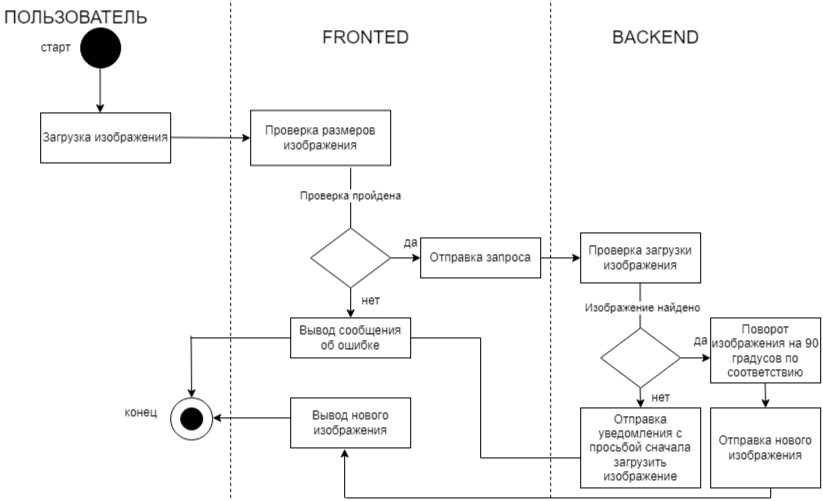 ПОЛЬЗОВАТЕЛЬ
FRONTED
BACKEND
старт
Загрузка изображения
Проверка размеров
изображения
Проверка пройдена
да
Отправка запроса
Проверка загрузки
изображения
нет
Изображение найдено
Вывод сообщения
об ошибке
да
Поворот
изображения на 90
градусов по
соответствию
нет
конец
Вывод нового
изображения
Отправка
уведомления с
просьбой сначала
загрузить
изображение
Отправка нового
изображения